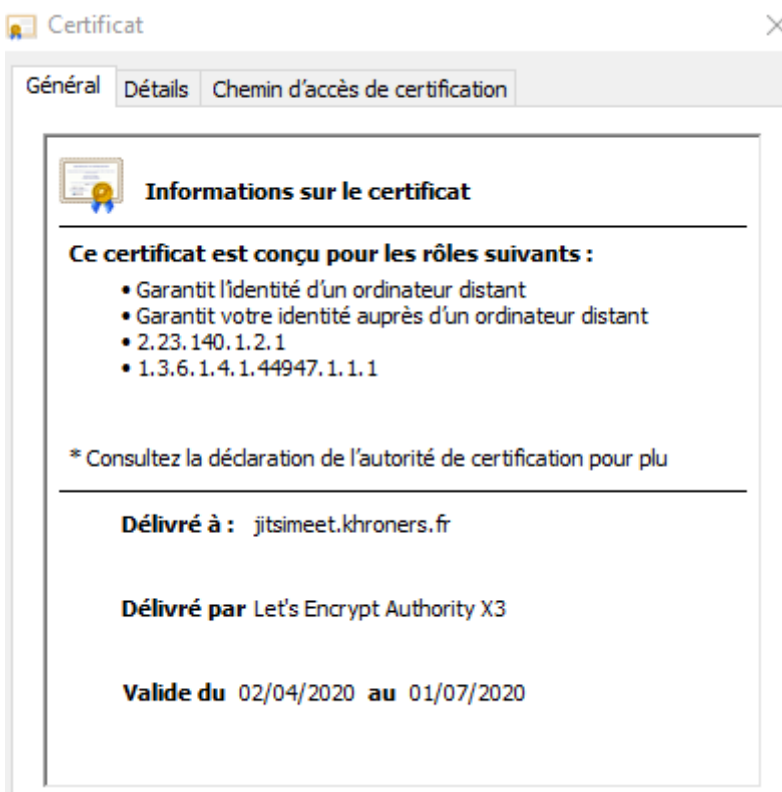 Certificat
Général Détails Chemin d’accès de certification
Informations sur le certificat
Ce certificat est conçu pour les rôles suivants :
• Garantit l’identité d’un ordinateur distant
• Garantit votre identité auprès d’un ordinateur distant
• 2.23.140.1.2.1
• 1.3.6.1.4.1.44947.1.1.1
* Consultez la déclaration de l’autorité de certification pour plu
Délivré à : jitsimeet.khroners.fr
Délivré par Let's Encrypt Authority X3
Valide du 02/04/2020 au 01/07/2020